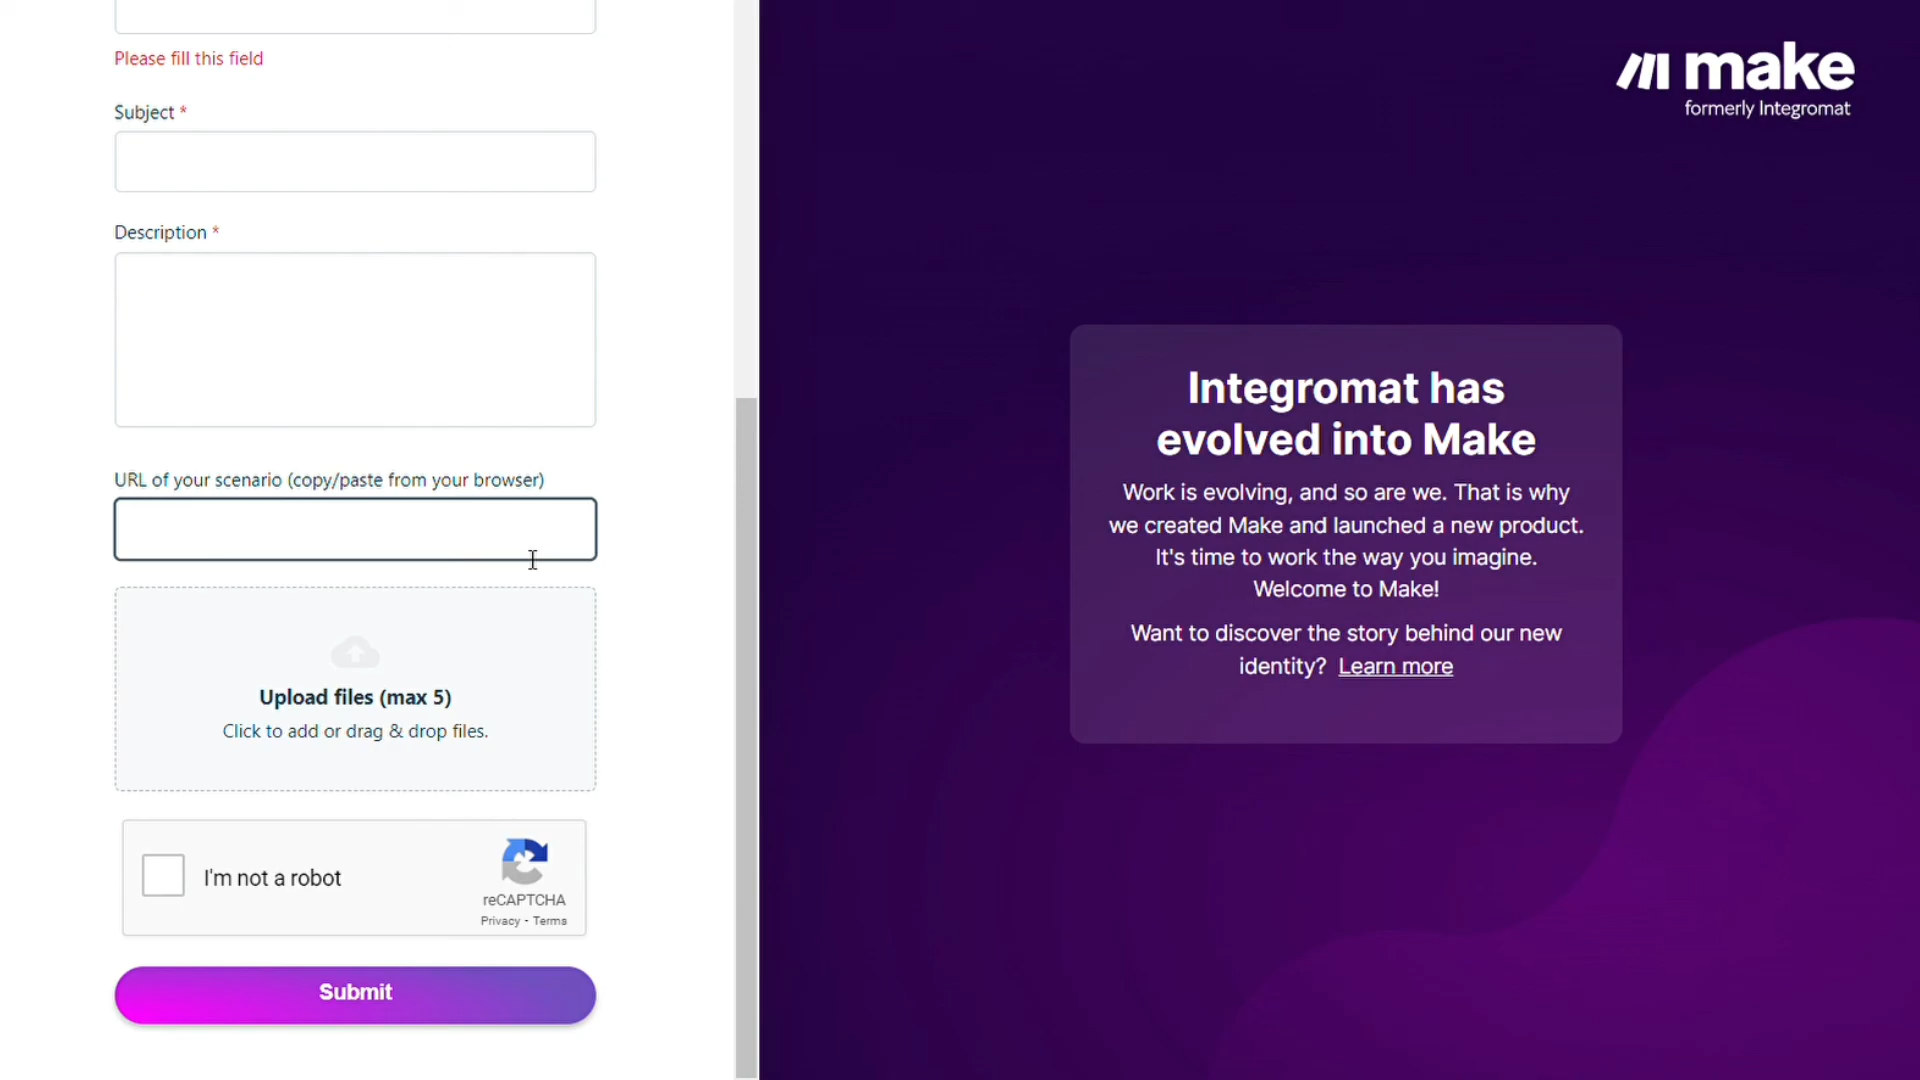 Please fill this field
Subject *
Description *
URL of your scenario (copy/paste from your browser)
Upload files (max 5)
Click to add or drag & drop files.
I'm not a robot
reCAPTCHA
Privacy - Terms
Submit
make
formerly Integromat
Integromat has
evolved into Make
Work is evolving, and so are we. That is why
we created Make and launched a new product.
It's time to work the way you imagine.
Welcome to Make!
Want to discover the story behind our new
identity? Learn more